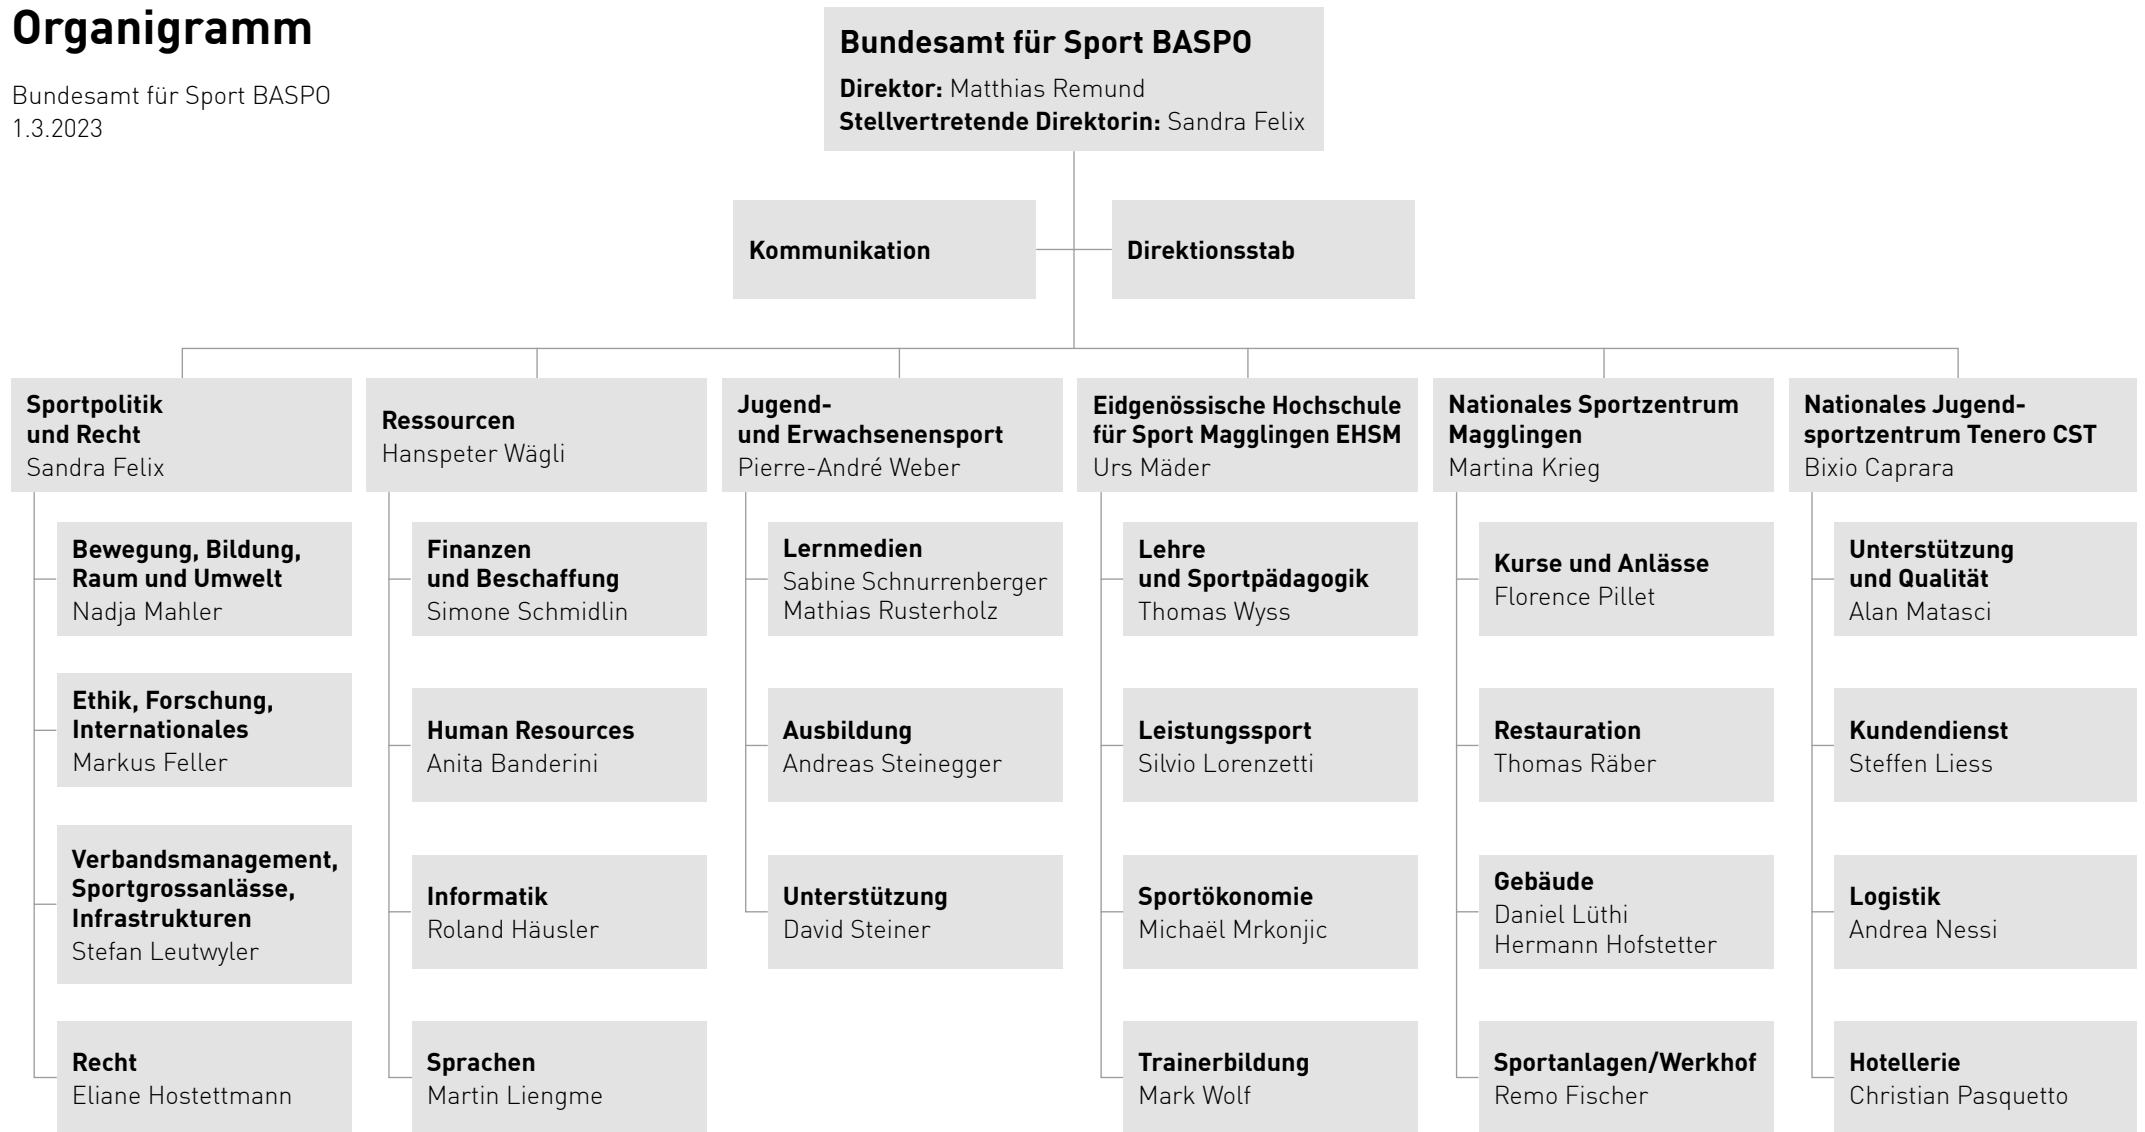 Organigramm
Bundesamt für Sport BASPO
1.3.2023
Bundesamt für Sport BASPO
Direktor: Matthias Remund
Stellvertretende Direktorin: Sandra Felix
Kommunikation
Direktionsstab
Sportpolitik
und Recht
Sandra Felix
Bewegung, Bildung,
Raum und Umwelt
Nadja Mahler
Ethik, Forschung,
Internationales
Markus Feller
Verbandsmanagement,
Sportgrossanlässe,
Infrastrukturen
Stefan Leutwyler
Recht
Eliane Hostettmann
Ressourcen
Hanspeter Wägli
Finanzen
und Beschaffung
Simone Schmidlin
Human Resources
Anita Banderini
Informatik
Roland Häusler
Sprachen
Martin Liengme
Jugend-
und Erwachsenensport
Pierre-André Weber
Lernmedien
Sabine Schnurrenberger
Mathias Rusterholz
Ausbildung
Andreas Steinegger
Unterstützung
David Steiner
Eidgenössische Hochschule
für Sport Magglingen EHSM
Urs Mäder
Lehre
und Sportpädagogik
Thomas Wyss
Leistungssport
Silvio Lorenzetti
Sportökonomie
Michaël Mrkonjic
Trainerbildung
Mark Wolf
Nationales Sportzentrum
Magglingen
Martina Krieg
Kurse und Anlässe
Florence Pillet
Restauration
Thomas Räber
Gebäude
Daniel Lüthi
Hermann Hofstetter
Sportanlagen/Werkhof
Remo Fischer
Nationales Jugend-
sportzentrum Tenero CST
Bixio Caprara
Unterstützung
und Qualität
Alan Matasci
Kundendienst
Steffen Liess
Logistik
Andrea Nessi
Hotellerie
Christian Pasquetto